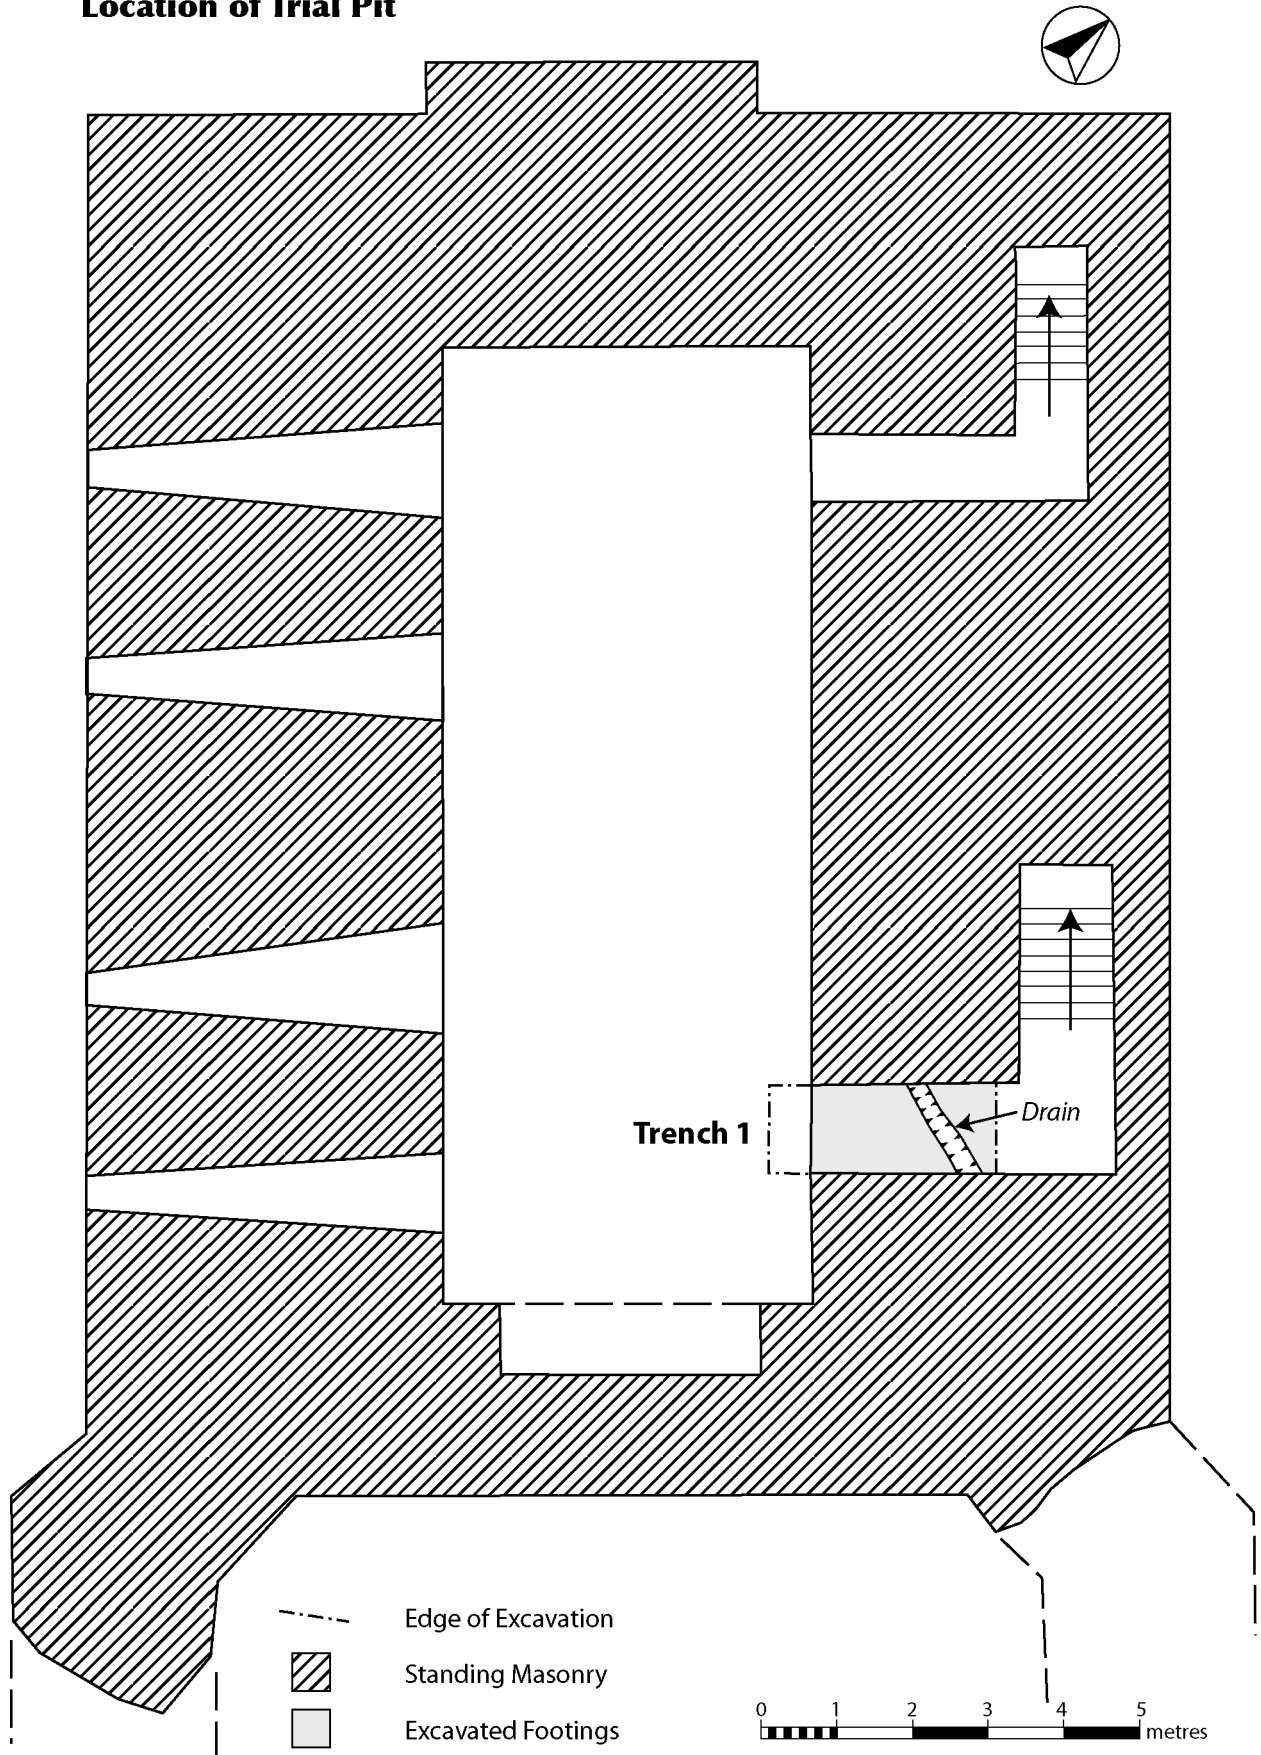 Location of Trial Pit
Drain
Trench 1
Edge of Excavation
Standing Masonry
Excavated Footings
0 1 2 3 4 5
metres